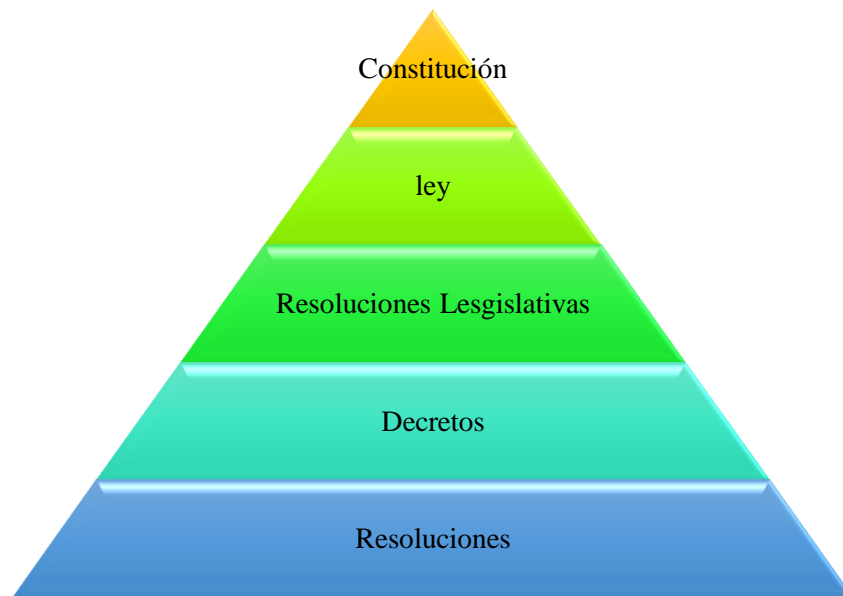 Constitución
ley
Resoluciones Lesgislativas
Decretos
Resoluciones